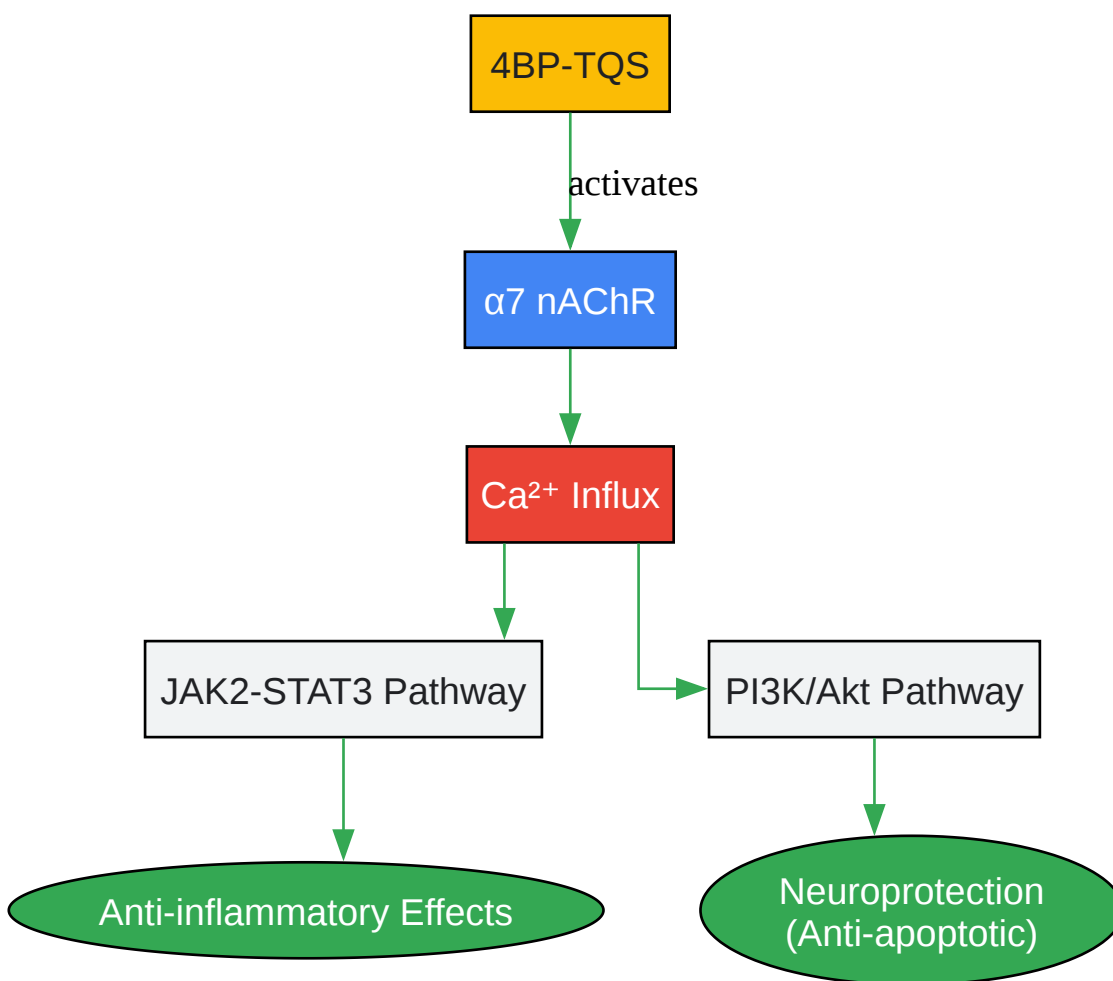 4BP-TQS
activates
α7 nAChR
Ca²⁺ Influx
JAK2-STAT3 Pathway
PI3K/Akt Pathway
Anti-inflammatory Effects
Neuroprotection
(Anti-apoptotic)